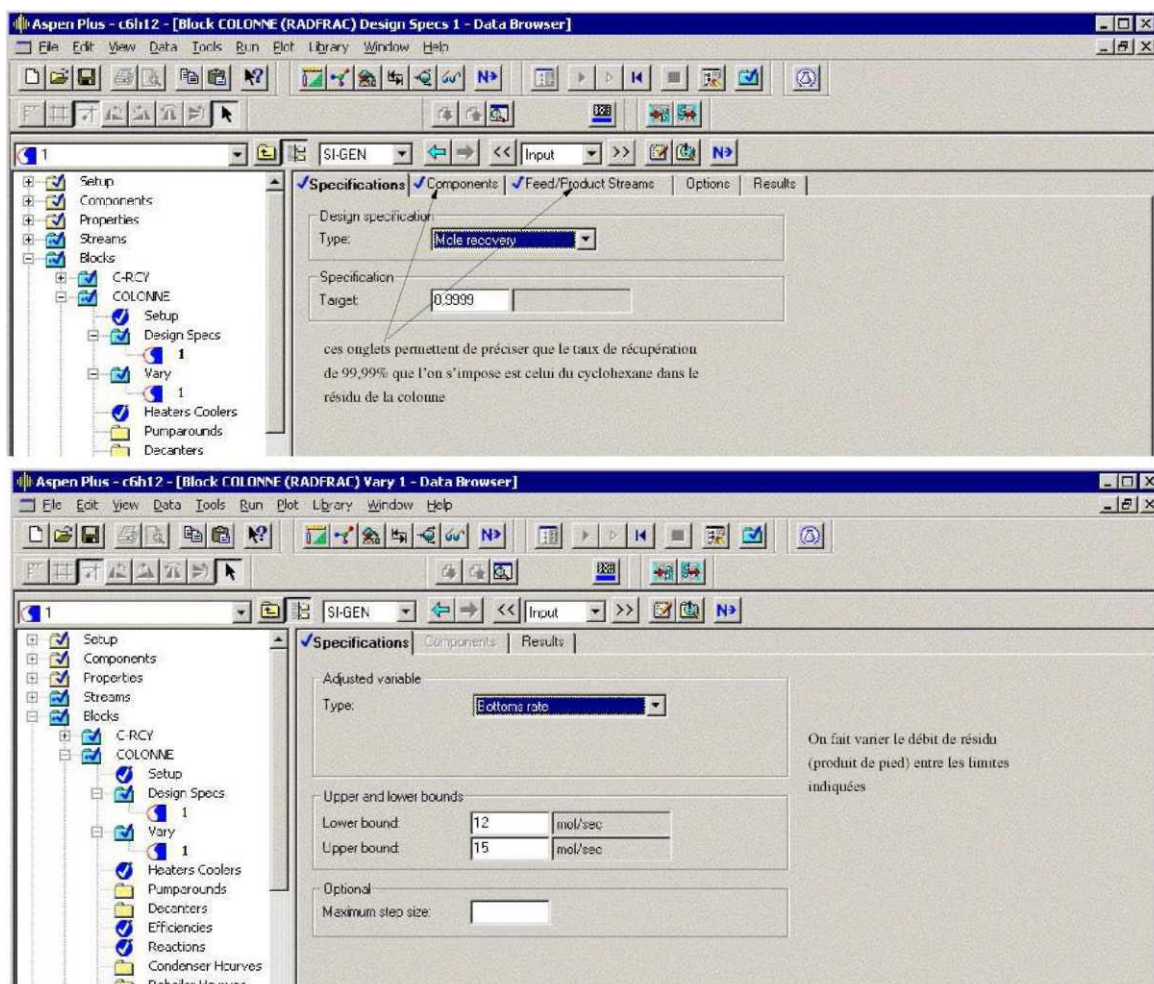 Aspen Plus - c6h12 - [Block COLONNE (RADFRAC) Design Specs 1 - Data Browser]
File Edit View Data Tools Run Plot Library Window Help
N>
1
SI-GEN
<< Input >>
N>
Setup
Components
Properties
Streams
Blocks
C-RCY
COLONNE
Setup
Design Specs
1
Vary
1
Heaters Coolers
Pumparounds
Decanters
Specifications Components Feed/Product Streams Options Results
Design specification
Type: Mole recovery
Specification
Target: 0,9999
ces onglets permettent de préciser que le taux de récupération
de 99,99% que l'on s'impose est celui du cyclohexane dans le
résidu de la colonne
Aspen Plus - c6h12 - [Block COLONNE (RADFRAC) Vary 1 - Data Browser]
File Edit View Data Tools Run Plot Library Window Help
N>
1
SI-GEN
<< Input >>
N>
Setup
Components
Properties
Streams
Blocks
C-RCY
COLONNE
Setup
Design Specs
1
Vary
1
Heaters Coolers
Pumparounds
Decanters
Efficiencies
Reactions
Condenser Hcurves
Specifications Components Results
Adjusted variable
Type: Bottoms rate
Upper and lower bounds
Lower bound: 12 mol/sec
Upper bound: 15 mol/sec
Optional
Maximum step size:
On fait varier le débit de résidu
(produit de pied) entre les limites
indiquées